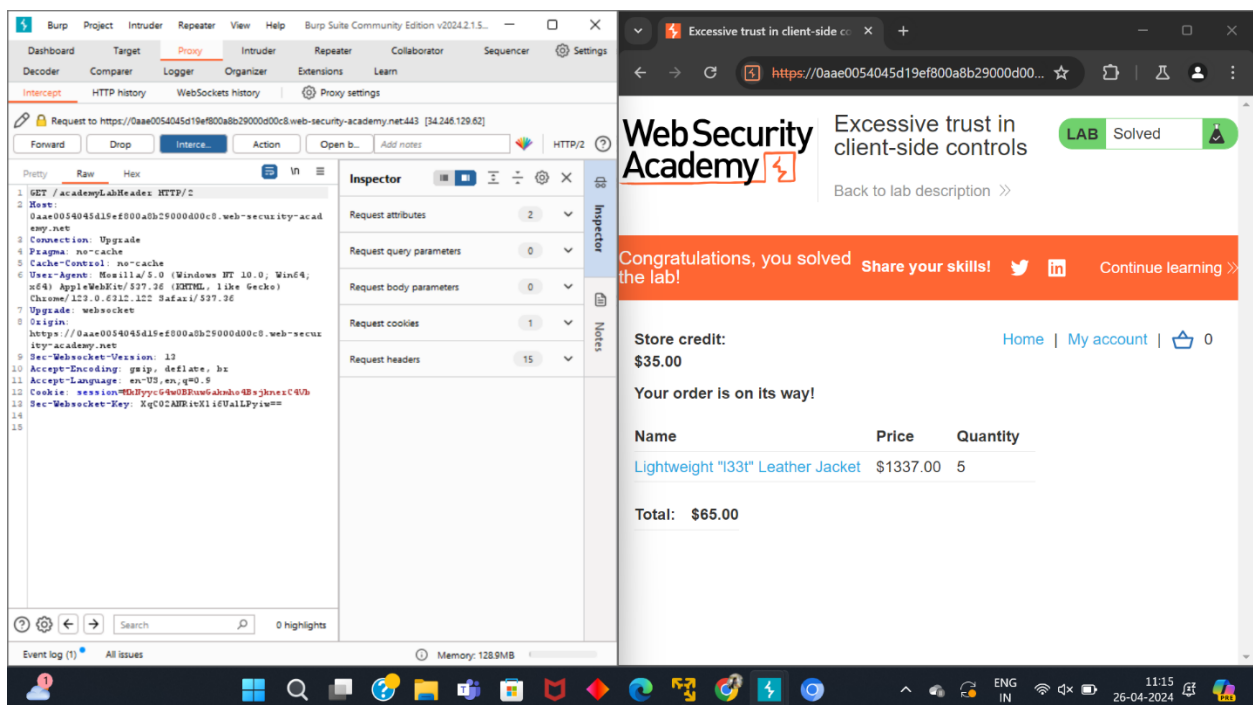 Burp Project Intruder Repeater View Help Burp Suite Community Edition v2024.2.1.5...
Dashboard Target Proxy Intruder Repeater Collaborator Sequencer Settings
Decoder Comparer Logger Organizer Extensions Learn
Intercept HTTP history WebSockets history Proxy settings
Request to https://0aae0054045d19ef800a8b29000d00c8.web-security-academy.net:443 [34.246.129.62]
Forward Drop Interce... Action Open b... Add notes HTTP/2
Pretty Raw Hex \n
1 GET /academyLabHeader HTTP/2
2 Host:
0aae0054045d19ef800a8b29000d00c8.web-security-acad
emy.net
3 Connection: Upgrade
4 Pragma: no-cache
5 Cache-Control: no-cache
6 User-Agent: Mozilla/5.0 (Windows NT 10.0; Win64;
x64) AppleWebKit/537.36 (KHTML, like Gecko)
Chrome/123.0.6312.122 Safari/537.36
7 Upgrade: websocket
8 Origin:
https://0aae0054045d19ef800a8b29000d00c8.web-secur
ity-academy.net
9 Sec-Websocket-Version: 13
10 Accept-Encoding: gzip, deflate, br
11 Accept-Language: en-US,en;q=0.9
12 Cookie: session=
13 Sec-Websocket-Key:
14
15
Inspector
Request attributes 2
Request query parameters 0
Request body parameters 0
Request cookies 1
Request headers 15
Inspector
Notes
Search 0 highlights
Event log (1) All issues Memory: 128.9MB
Excessive trust in client-side co
https://0aae0054045d19ef800a8b29000d00...
WebSecurity
Academy
Excessive trust in
client-side controls
Back to lab description
LAB Solved
Congratulations, you solved
the lab!
Share your skills! Continue learning
Store credit:
$35.00
Home | My account | 0
Your order is on its way!
Name Price Quantity
Lightweight "l33t" Leather Jacket $1337.00 5
Total: $65.00
1
ENG
IN
11:15
26-04-2024
PRE